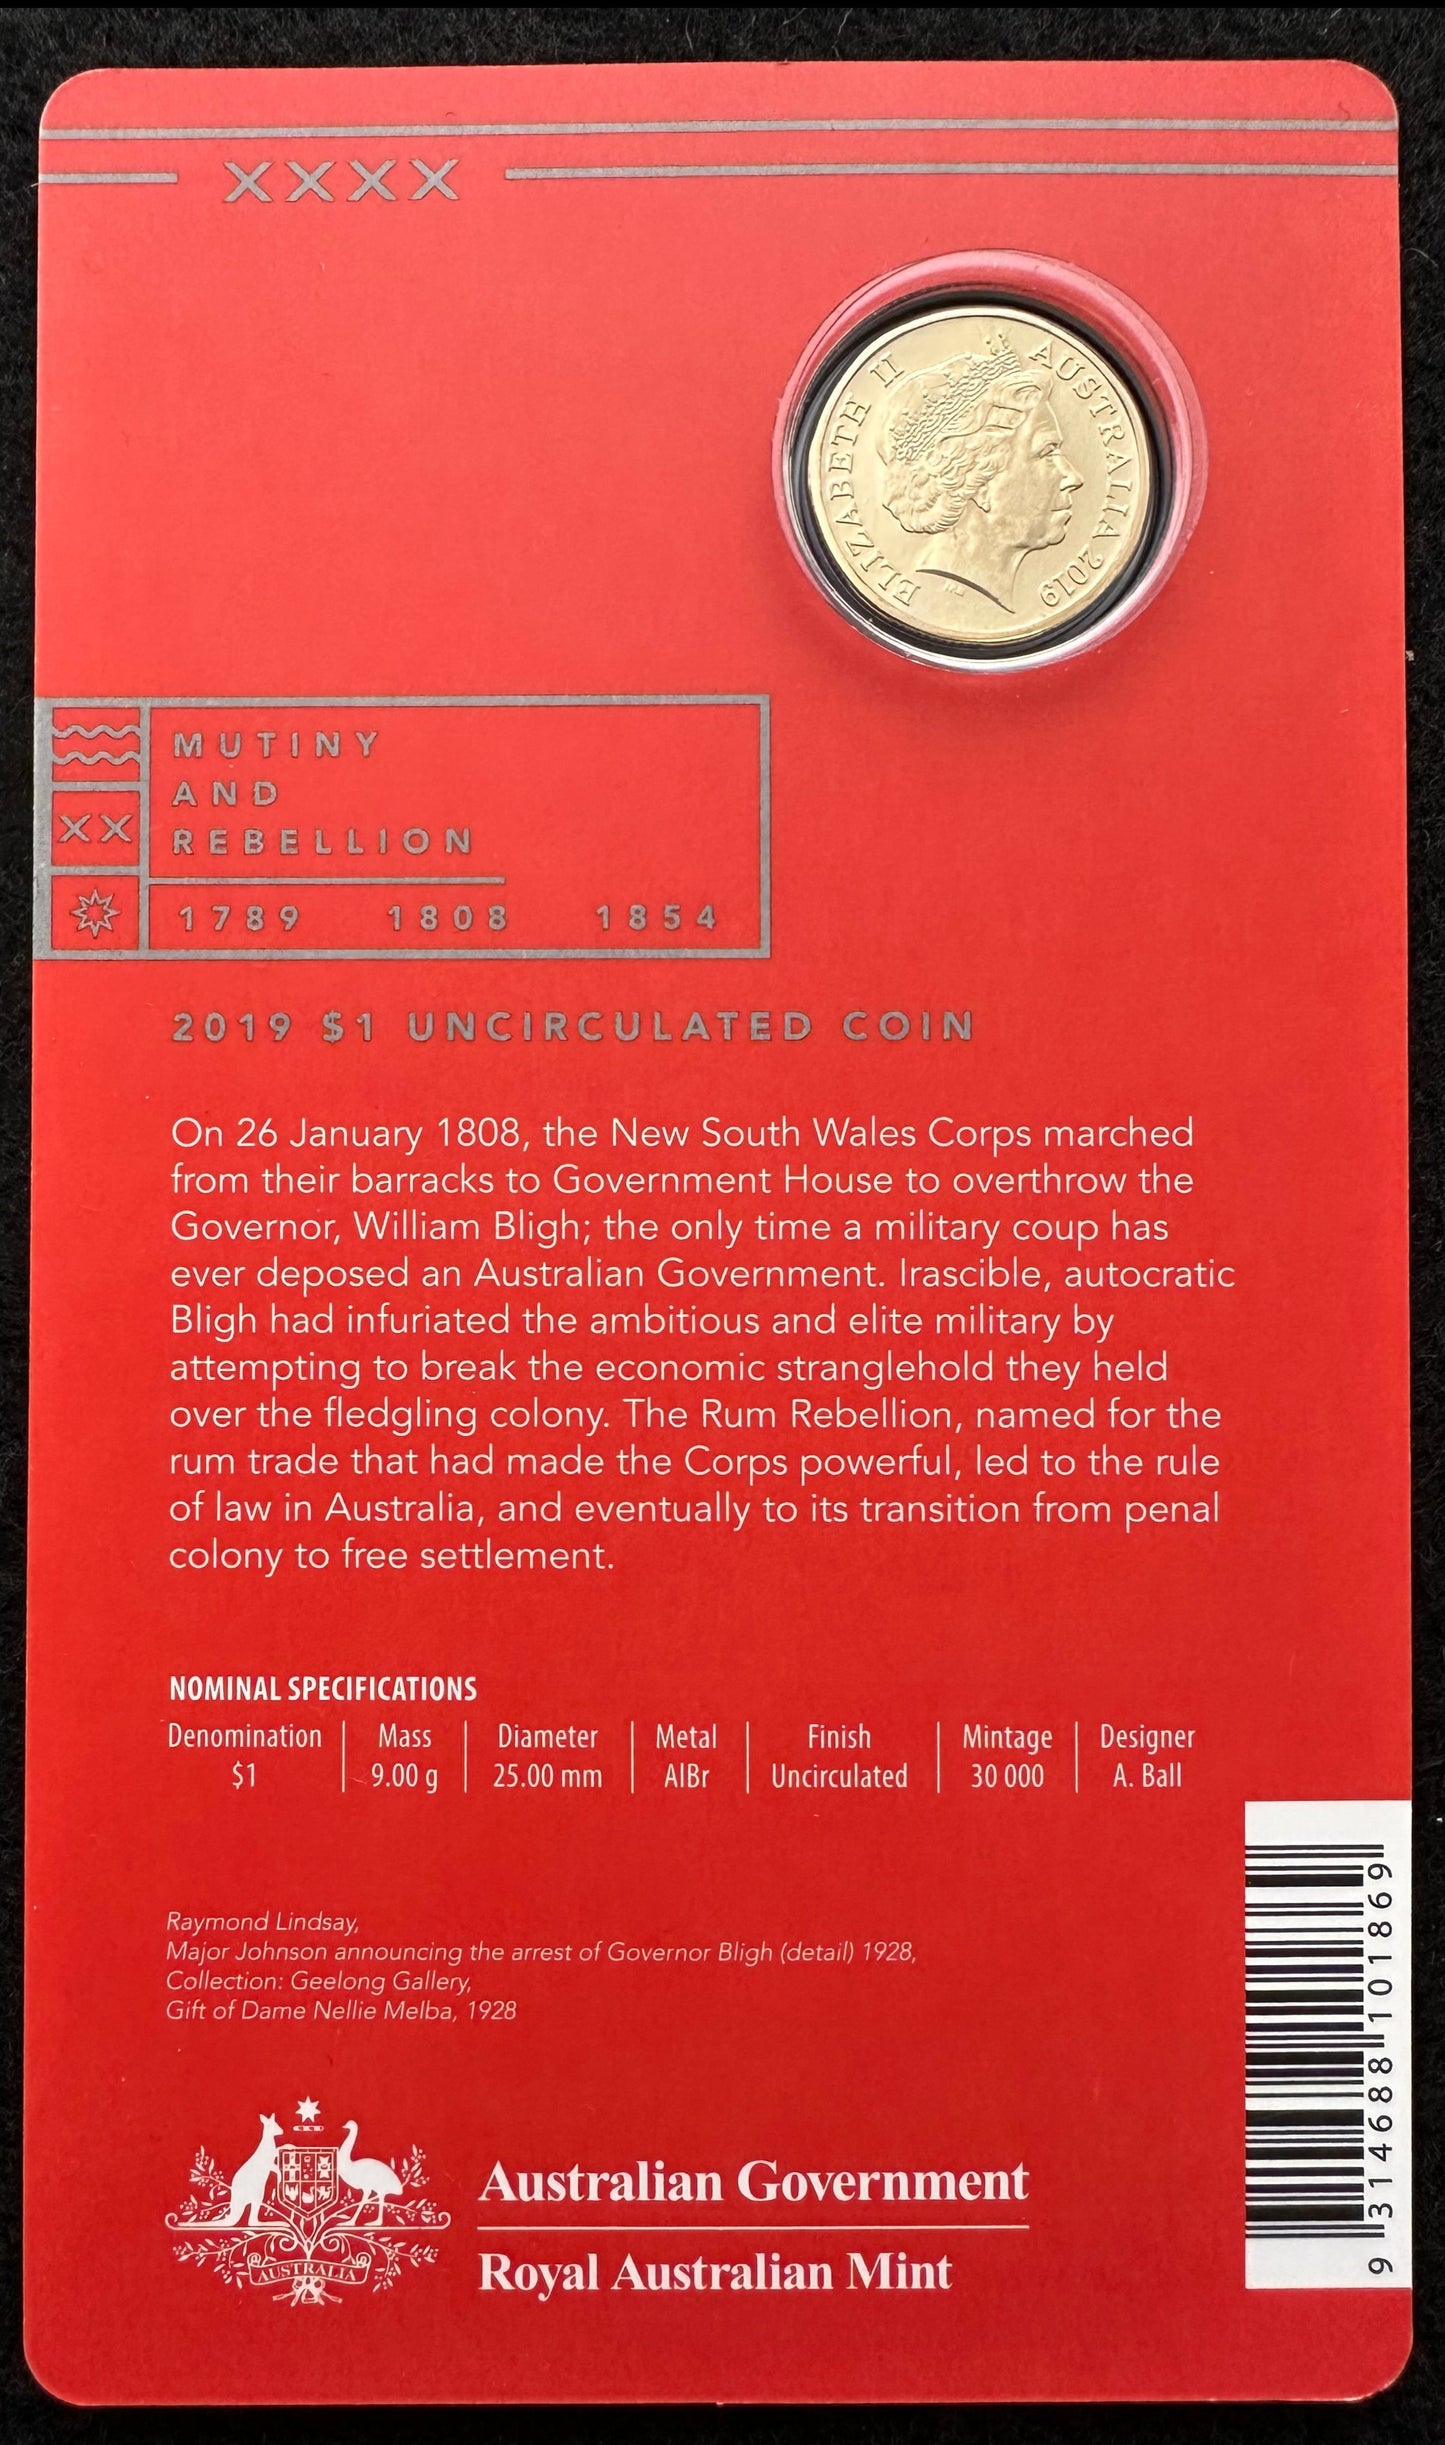 XXXX
ELIZABETH II AUSTRALIA 2019
MUTINY
AND
XX
REBELLION
1789 1808 1854
2019 $1 UNCIRCULATED COIN
On 26 January 1808, the New South Wales Corps marched
from their barracks to Government House to overthrow the
Governor, William Bligh; the only time a military coup has
ever deposed an Australian Government. Irascible, autocratic
Bligh had infuriated the ambitious and elite military by
attempting to break the economic stranglehold they held
over the fledgling colony. The Rum Rebellion, named for the
rum trade that had made the Corps powerful, led to the rule
of law in Australia, and eventually to its transition from penal
colony to free settlement.
NOMINAL SPECIFICATIONS
Denomination Mass Diameter Metal Finish Mintage Designer
$1 9.00 g 25.00 mm AlBr Uncirculated 30 000 A. Ball
Raymond Lindsay,
Major Johnson announcing the arrest of Governor Bligh (detail) 1928,
Collection: Geelong Gallery,
Gift of Dame Nellie Melba, 1928
9 314688 101869
AUSTRALIA
Australian Government
Royal Australian Mint